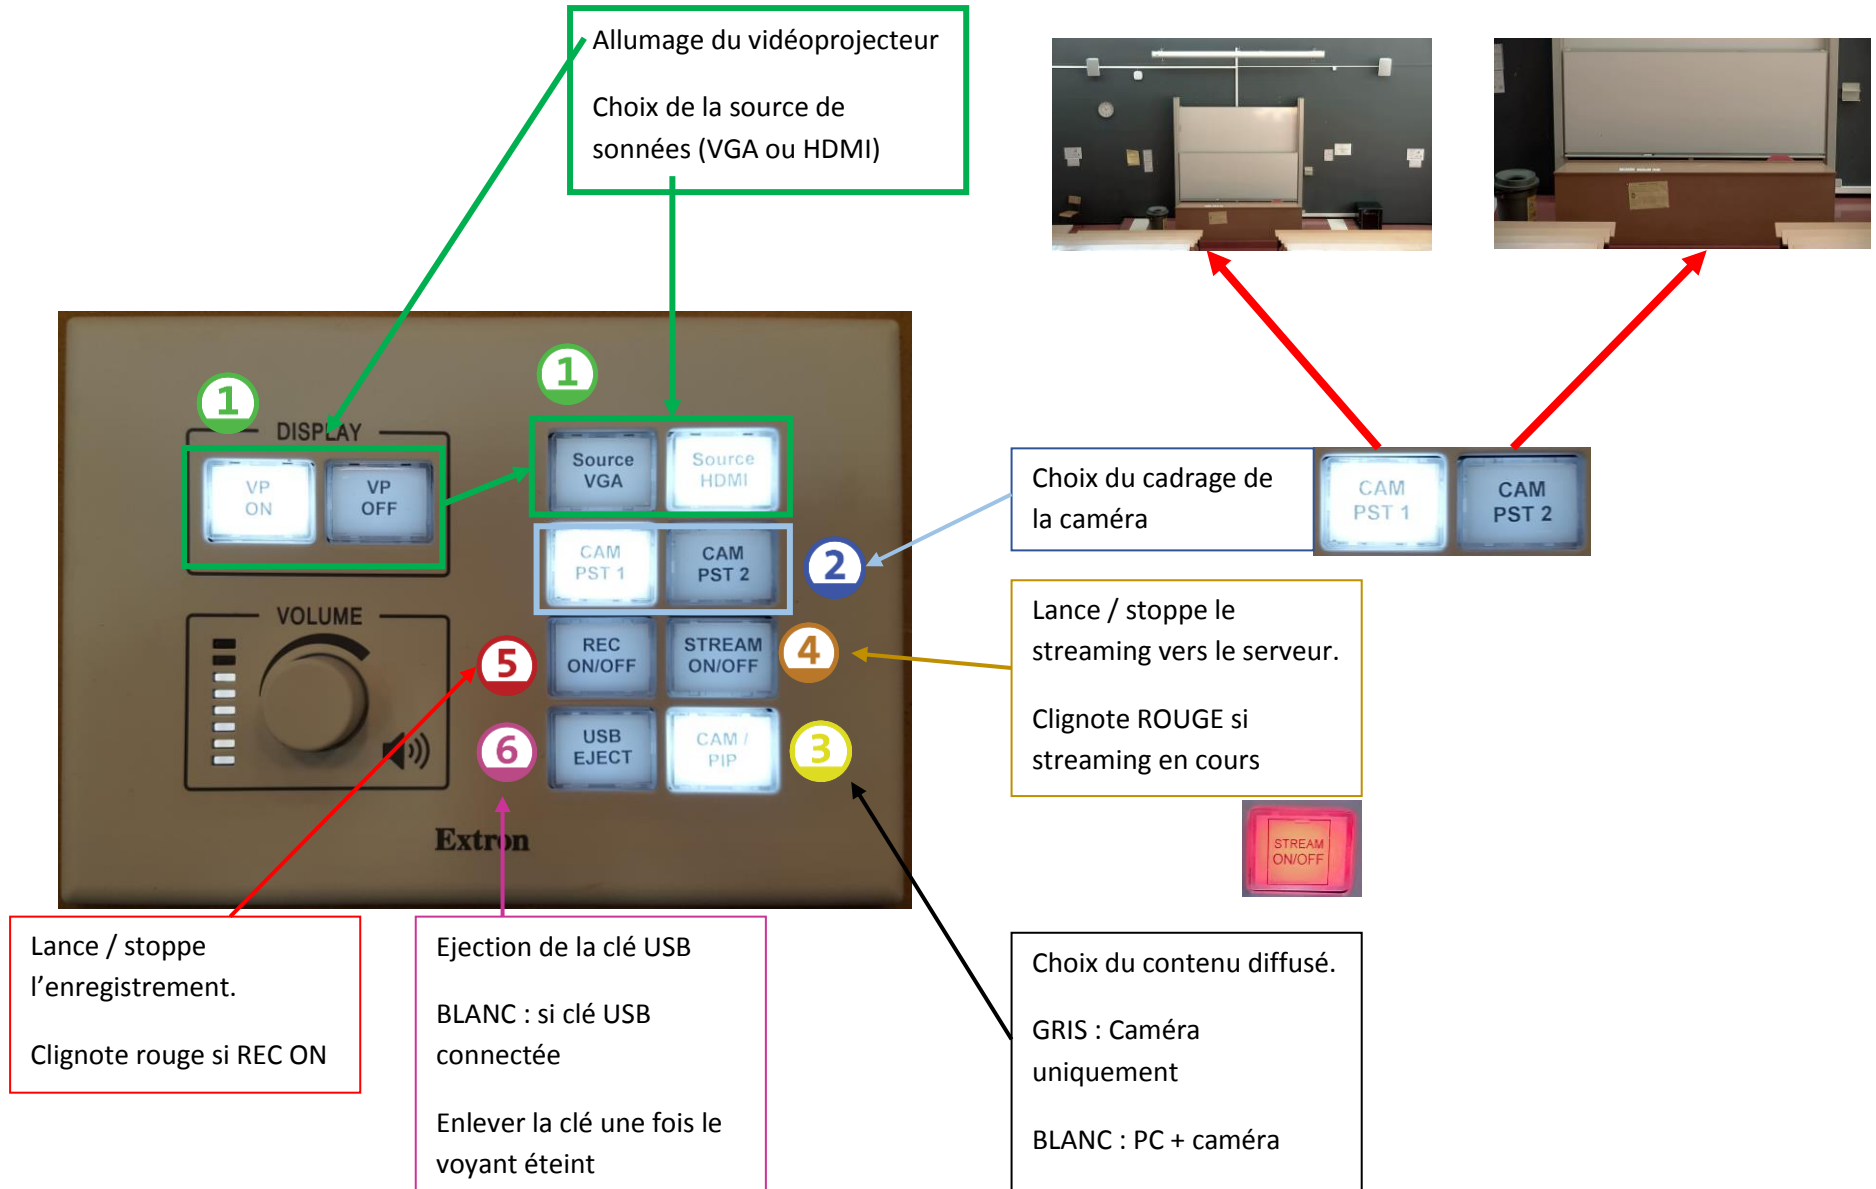 Allumage du vidéoprojecteur
Choix de la source de
sonnées (VGA ou HDMI)
1
1
DISPLAY
VP
ON
VP
OFF
Source
VGA
Source
HDMI
CAM
PST 1
CAM
PST 2
2
VOLUME
5
REC
ON/OFF
STREAM
ON/OFF
4
6
USB
EJECT
CAM /
PIP
3
Extron
Choix du cadrage de
la caméra
CAM
PST 1
CAM
PST 2
Lance / stoppe le
streaming vers le serveur.
Clignote ROUGE si
streaming en cours
STREAM
ON/OFF
Lance / stoppe
l’enregistrement.
Clignote rouge si REC ON
Ejection de la clé USB
BLANC : si clé USB
connectée
Enlever la clé une fois le
voyant éteint
Choix du contenu diffusé.
GRIS : Caméra
uniquement
BLANC : PC + caméra